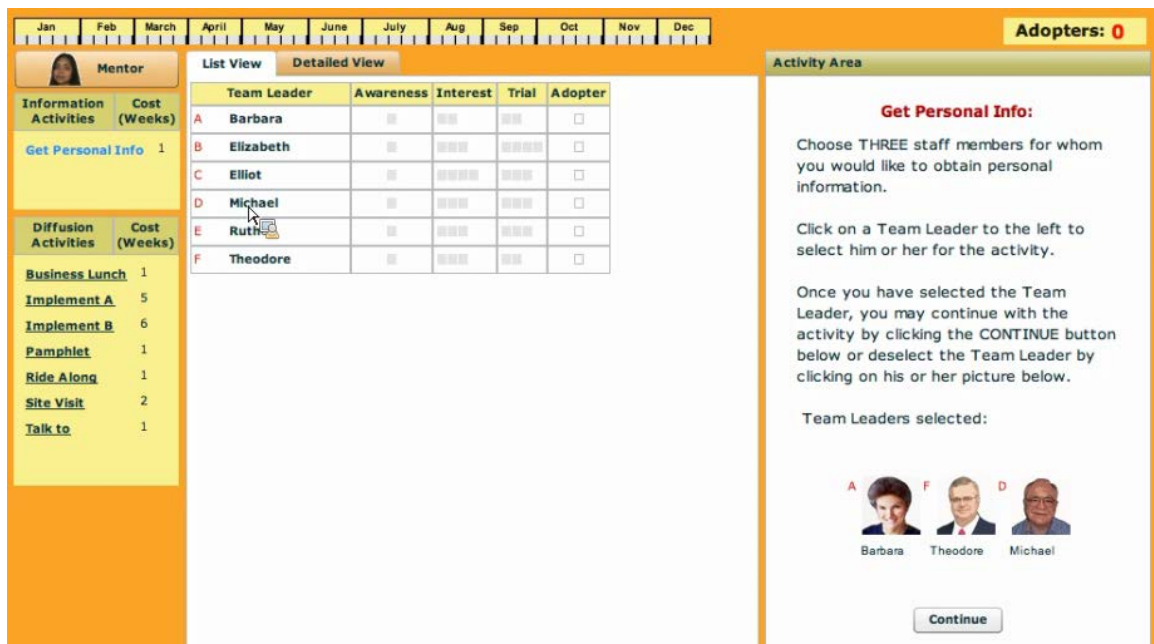 Jan Feb March April May June July Aug Sep Oct Nov Dec
Adopters: 0
Mentor
Information Activities Cost (Weeks)
Get Personal Info 1
Diffusion Activities Cost (Weeks)
Business Lunch 1
Implement A 5
Implement B 6
Pamphlet 1
Ride Along 1
Site Visit 2
Talk to 1
List View Detailed View
Team Leader Awareness Interest Trial Adopter
A Barbara
B Elizabeth
C Elliot
D Michael
E Ruth
F Theodore
Activity Area
Get Personal Info:
Choose THREE staff members for whom
you would like to obtain personal
information.
Click on a Team Leader to the left to
select him or her for the activity.
Once you have selected the Team
Leader, you may continue with the
activity by clicking the CONTINUE button
below or deselect the Team Leader by
clicking on his or her picture below.
Team Leaders selected:
A F D
Barbara Theodore Michael
Continue